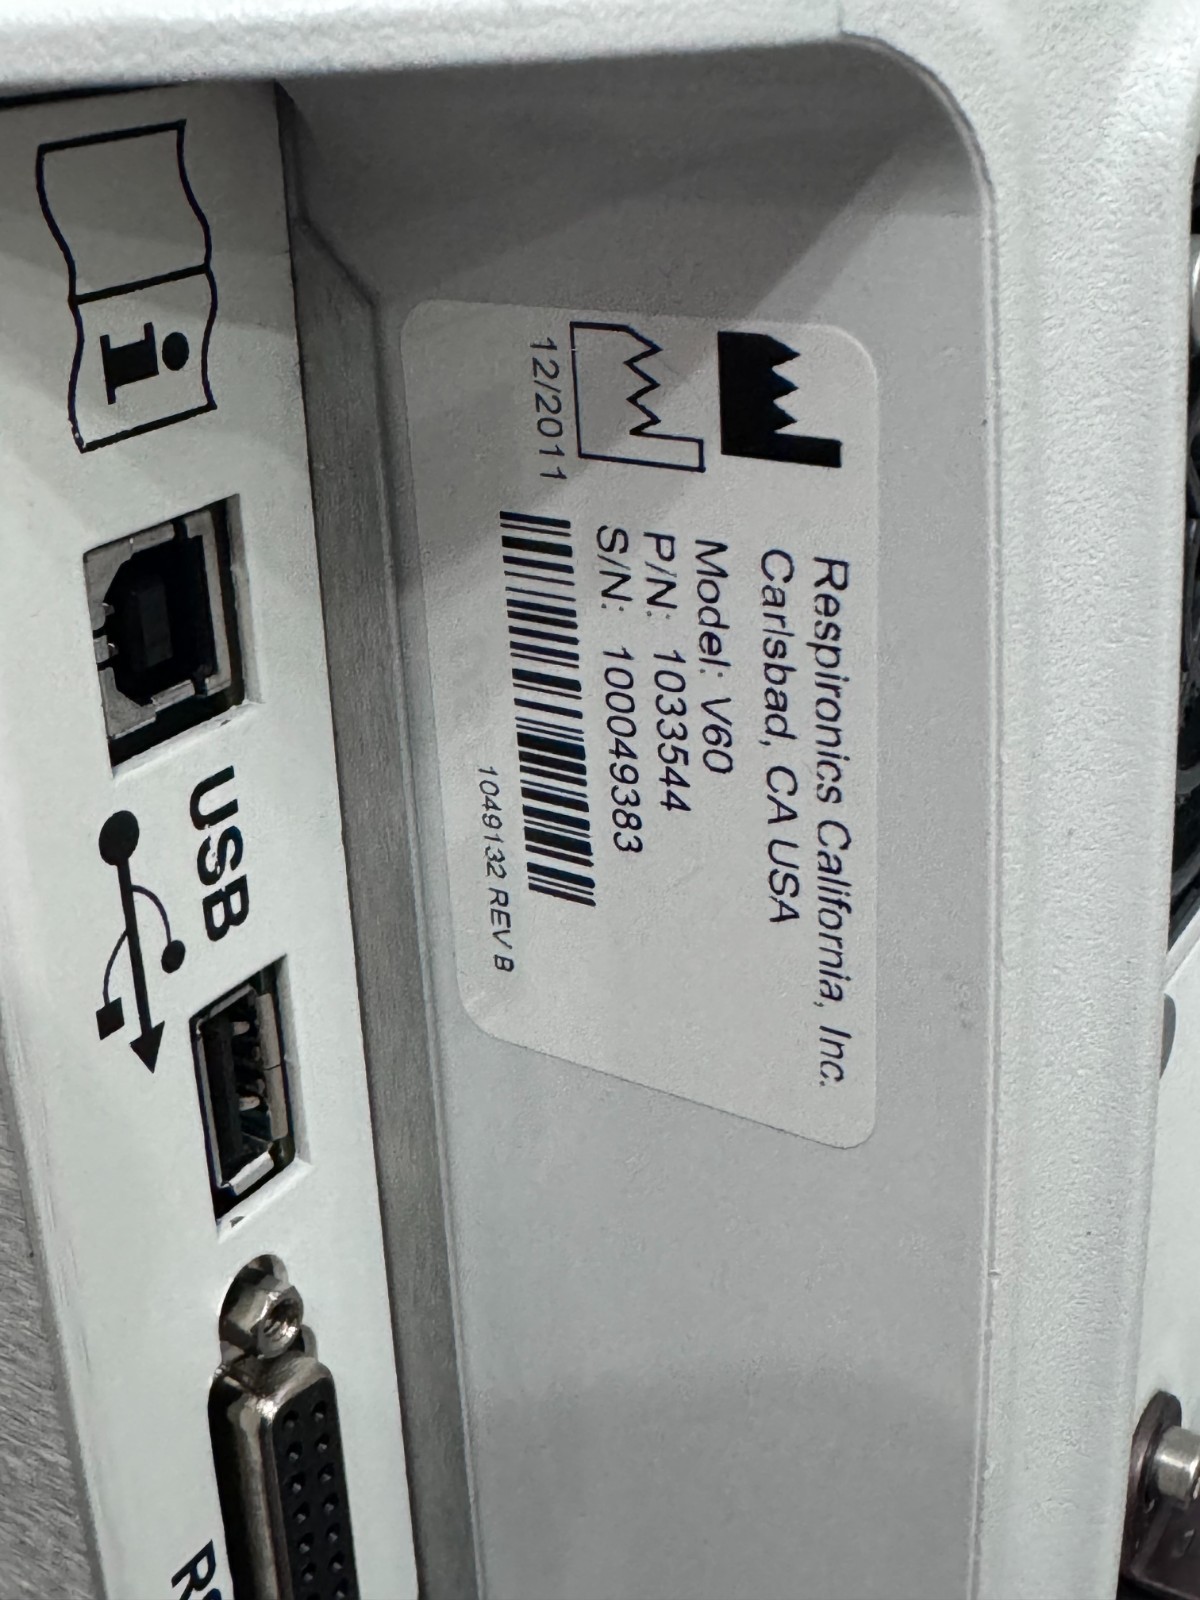 Respironics California, Inc.
Carlsbad, CA USA
Model: V60
P/N: 1033544
S/N: 100049383
12/2011
1049132 REV B
i
USB